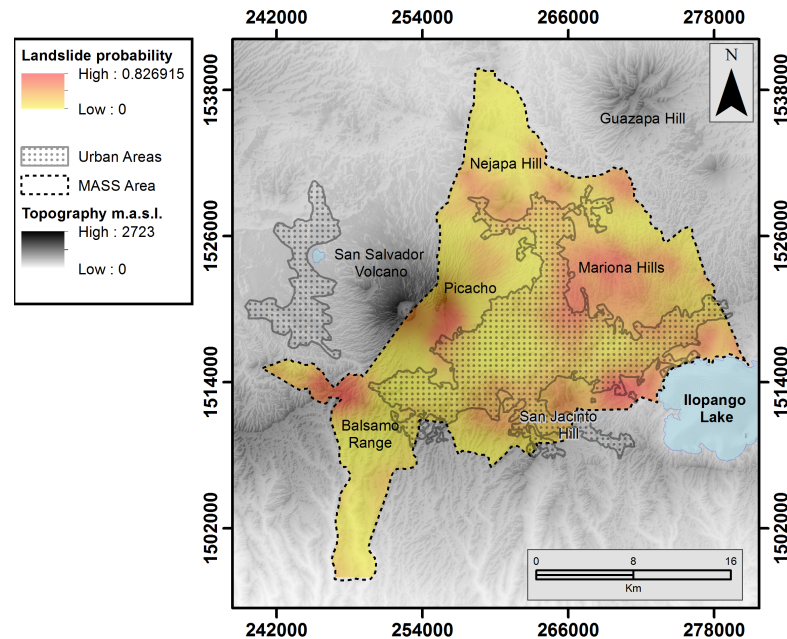 242000
254000
266000
278000
Landslide probability
High : 0.826915
Low : 0
Urban Areas
MASS Area
Topography m.a.s.l.
High : 2723
Low : 0
1538000
1526000
1514000
1502000
N
Guazapa Hill
Nejapa Hill
San Salvador
Volcano
Mariona Hills
Picacho
Ilopango
Lake
San Jacinto
Hill
Balsamo
Range
0
8
16
Km
1538000
1526000
1514000
1502000
242000
254000
266000
278000